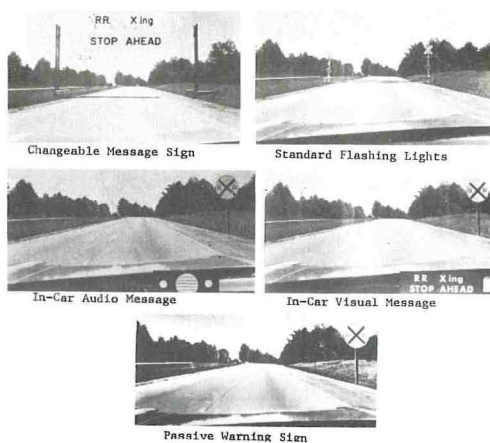 RR Xing
STOP AHEAD
Changeable Message Sign
Standard Flashing Lights
In-Car Audio Message
RR Xing
STOP AHEAD
In-Car Visual Message
Passive Warning Sign